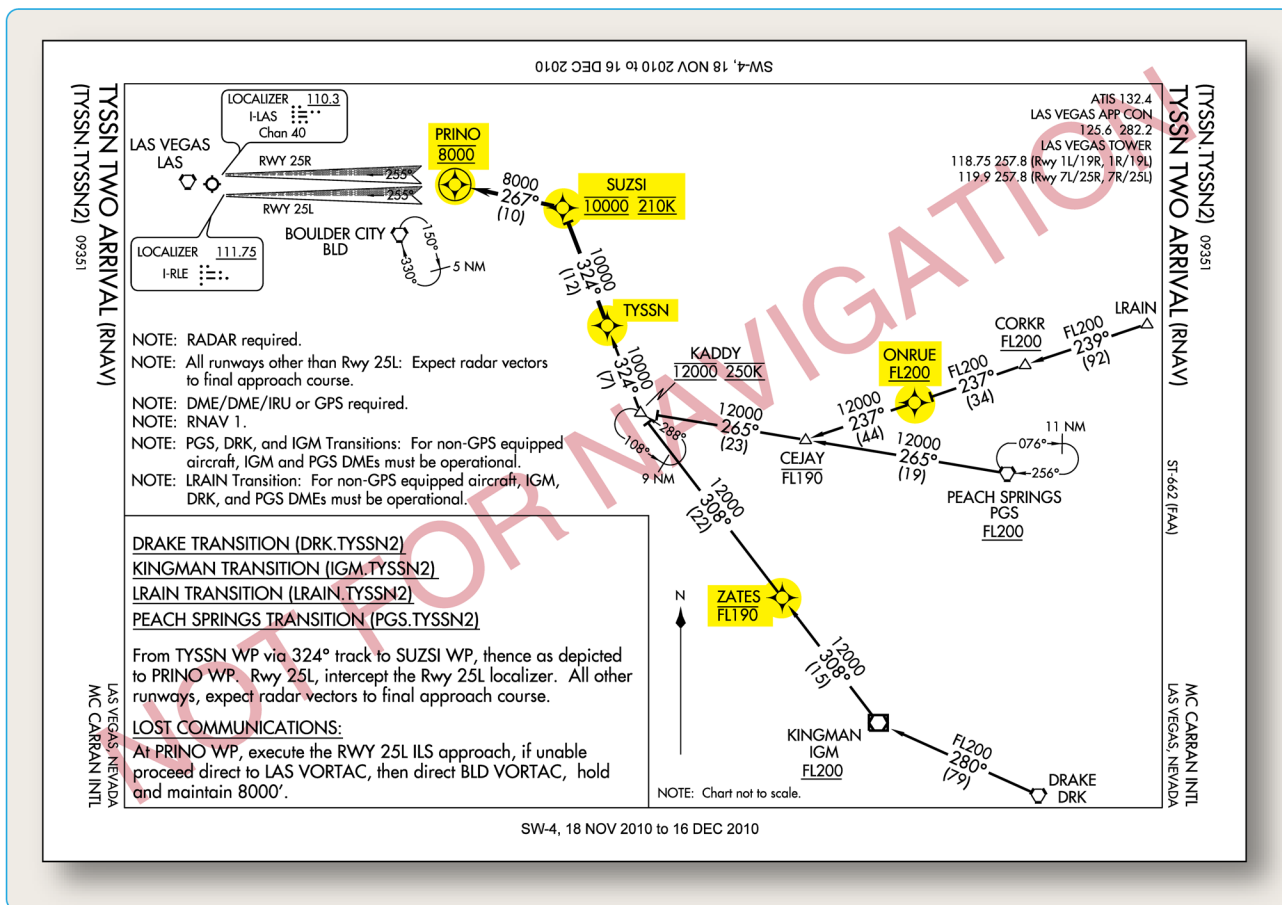 SW-4, 18 NOV 2010 to 16 DEC 2010
(TYSSN.TYSSN2) 09351
TYSSN TWO ARRIVAL (RNAV)
ST-662 (FAA)
MC CARRAN INTL
LAS VEGAS, NEVADA
TYSSN TWO ARRIVAL (RNAV)
(TYSSN.TYSSN2) 09351
LAS VEGAS, NEVADA
MC CARRAN INTL
ATIS 132.4
LAS VEGAS APP CON
125.6 282.2
LAS VEGAS TOWER
118.75 257.8 (Rwy 1L/19R, 1R/19L)
119.9 257.8 (Rwy 7L/25R, 7R/25L)
LOCALIZER 110.3
I-LAS
Chan 40
LAS VEGAS
LAS
RWY 25R
255°
255°
RWY 25L
LOCALIZER 111.75
I-RLE
PRINO
8000
8000
267°
(10)
SUZSI
10000 210K
BOULDER CITY
BLD
150°
330°
5 NM
10000
324°
(12)
TYSSN
10000
324°
(7)
KADDY
12000 250K
288°
108°
9 NM
12000
265°
(23)
CEJAY
FL190
12000
237°
(44)
ONRUE
FL200
FL200
237°
(34)
CORKR
FL200
FL200
239°
(92)
LRAIN
12000
265°
(19)
11 NM
076°
256°
PEACH SPRINGS
PGS
FL200
12000
308°
(22)
ZATES
FL190
12000
308°
(15)
KINGMAN
IGM
FL200
FL200
280°
(79)
DRAKE
DRK
N
NOTE: Chart not to scale.
NOTE: RADAR required.
NOTE: All runways other than Rwy 25L: Expect radar vectors
to final approach course.
NOTE: DME/DME/IRU or GPS required.
NOTE: RNAV 1.
NOTE: PGS, DRK, and IGM Transitions: For non-GPS equipped
aircraft, IGM and PGS DMEs must be operational.
NOTE: LRAIN Transition: For non-GPS equipped aircraft, IGM,
DRK, and PGS DMEs must be operational.
DRAKE TRANSITION (DRK.TYSSN2)
KINGMAN TRANSITION (IGM.TYSSN2)
LRAIN TRANSITION (LRAIN.TYSSN2)
PEACH SPRINGS TRANSITION (PGS.TYSSN2)
From TYSSN WP via 324° track to SUZSI WP, thence as depicted
to PRINO WP. Rwy 25L, intercept the Rwy 25L localizer. All other
runways, expect radar vectors to final approach course.
LOST COMMUNICATIONS:
At PRINO WP, execute the RWY 25L ILS approach, if unable
proceed direct to LAS VORTAC, then direct BLD VORTAC, hold
and maintain 8000’.
NOT FOR NAVIGATION
SW-4, 18 NOV 2010 to 16 DEC 2010